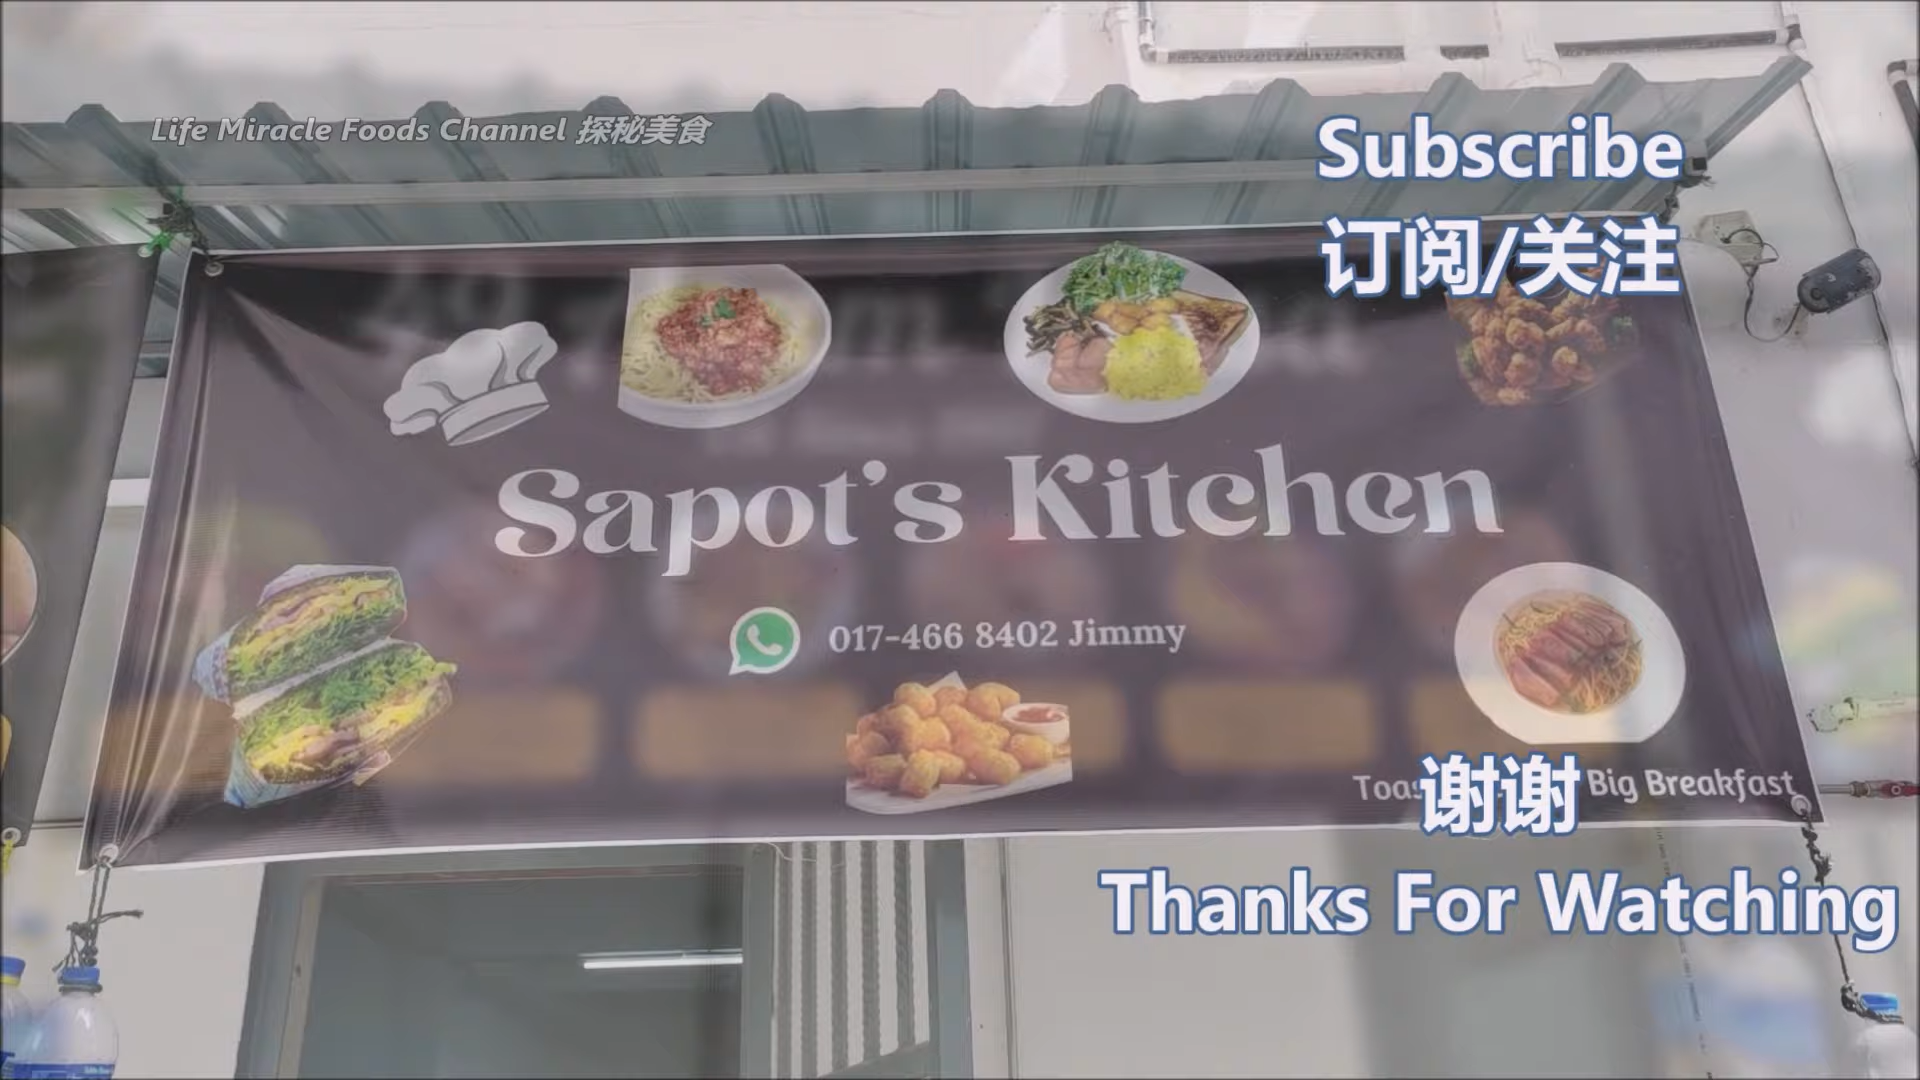 Life Miracle Foods Channel 探秘美食
Subscribe
订阅/关注
Sapot's Kitchen
017-466 8402 Jimmy
Big Breakfast
谢谢
Thanks For Watching